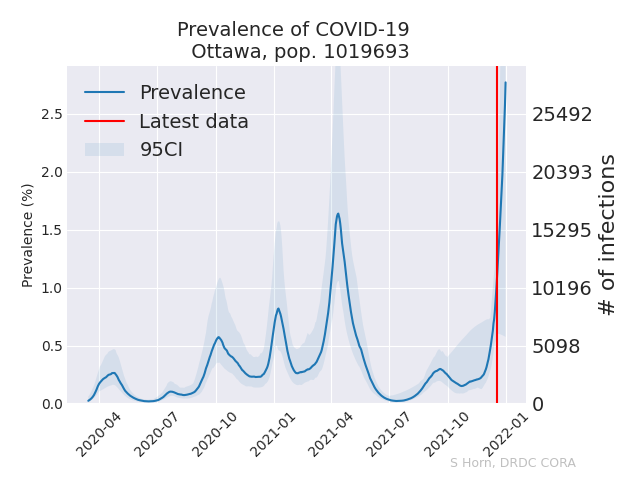 Prevalence of COVID-19
Ottawa, pop. 1019693
Prevalence
Latest data
95CI
Prevalence (%)
2.5
2.0
1.5
1.0
0.5
0.0
25492
20393
15295
10196
5098
0
# of infections
2020-04
2020-07
2020-10
2021-01
2021-04
2021-07
2021-10
2022-01
S Horn, DRDC CORA